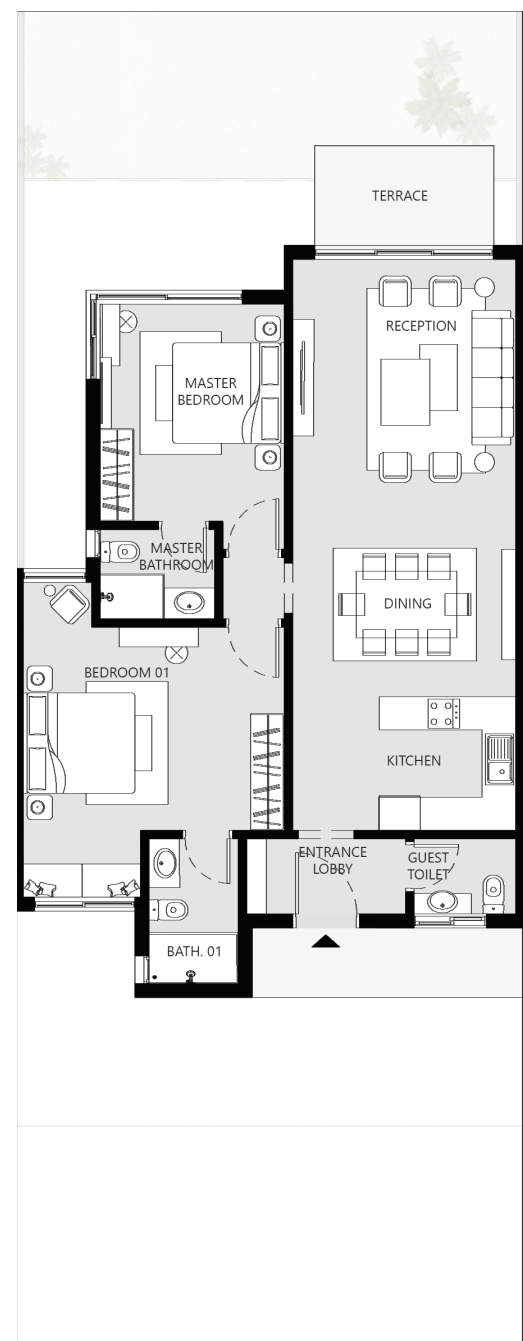 TERRACE
RECEPTION
MASTER
BEDROOM
MASTER
BATHROOM
DINING
BEDROOM 01
KITCHEN
ENTRANCE
LOBBY
GUEST
TOILET
BATH. 01